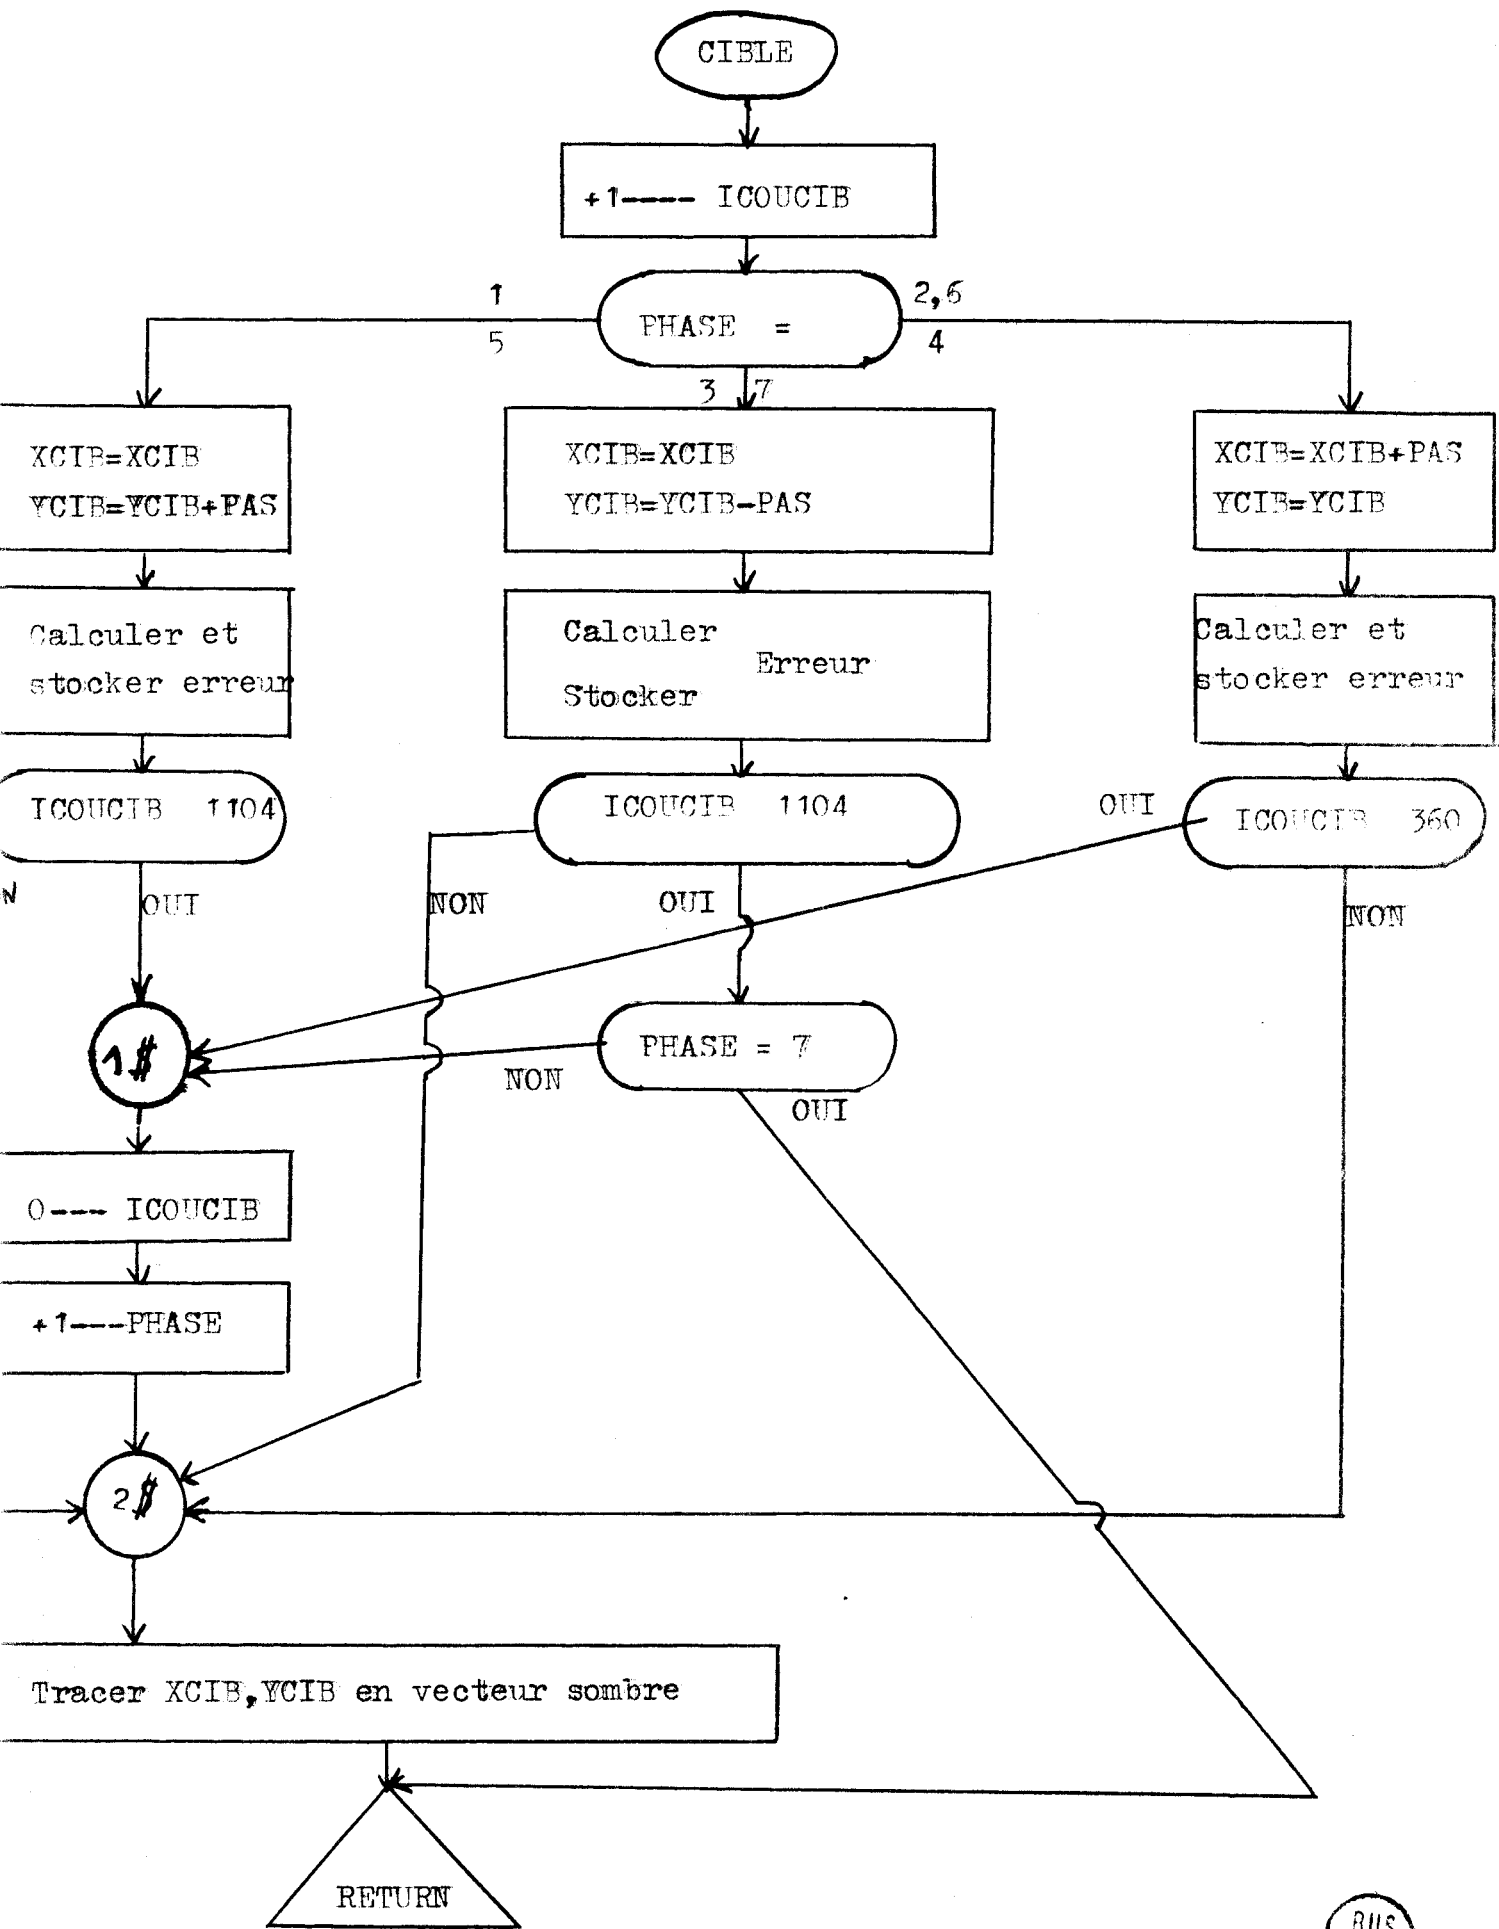 CIBLE
+1---- ICOUCIB
1
5
PHASE =
2,6
4
3 7
XCIB=XCIB
YCIB=YCIB+PAS
XCIB=XCIB
YCIB=YCIB-PAS
XCIB=XCIB+PAS
YCIB=YCIB
Calculer et
stocker erreur
Calculer
Erreur
Stocker
Calculer et
stocker erreur
ICOUCIB 1104
ICOUCIB 1104
OUI
ICOUCIB 360
N
OUI
NON
OUI
NON
1$
PHASE = 7
NON
OUI
0--- ICOUCIB
+1---PHASE
2$
Tracer XCIB,YCIB en vecteur sombre
RETURN
BUS